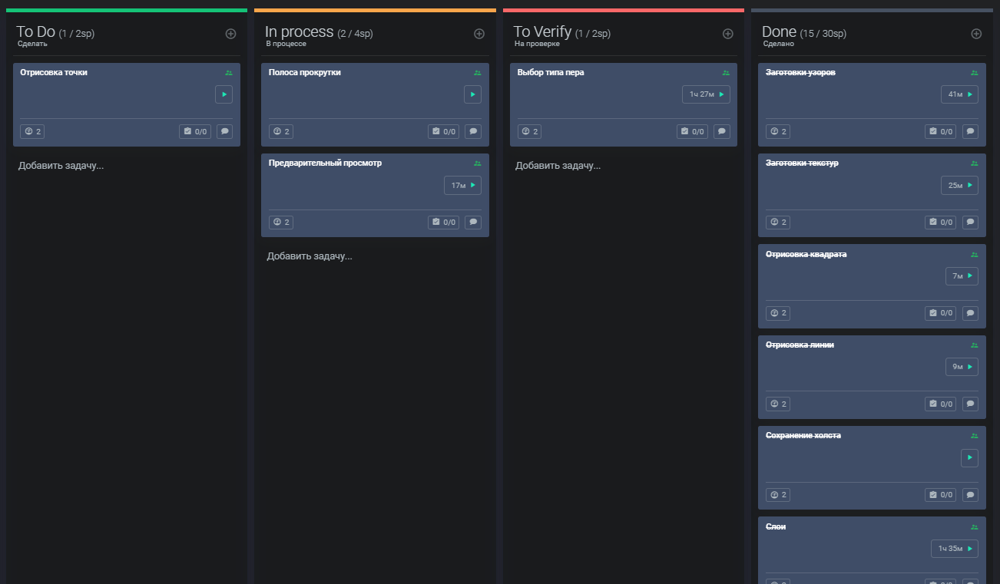 To Do (1 / 2sp)
Сделать
Отрисовка точки
2
0/0
Добавить задачу...
In process (2 / 4sp)
В процессе
Полоса прокрутки
2
0/0
Предварительный просмотр
17м
2
0/0
Добавить задачу...
To Verify (1 / 2sp)
На проверке
Выбор типа пера
1ч 27м
2
0/0
Добавить задачу...
Done (15 / 30sp)
Сделано
Заготовки узоров
41м
2
0/0
Заготовки текстур
25м
2
0/0
Отрисовка квадрата
7м
2
0/0
Отрисовка линии
9м
2
0/0
Сохранение холста
2
0/0
Слои
1ч 35м